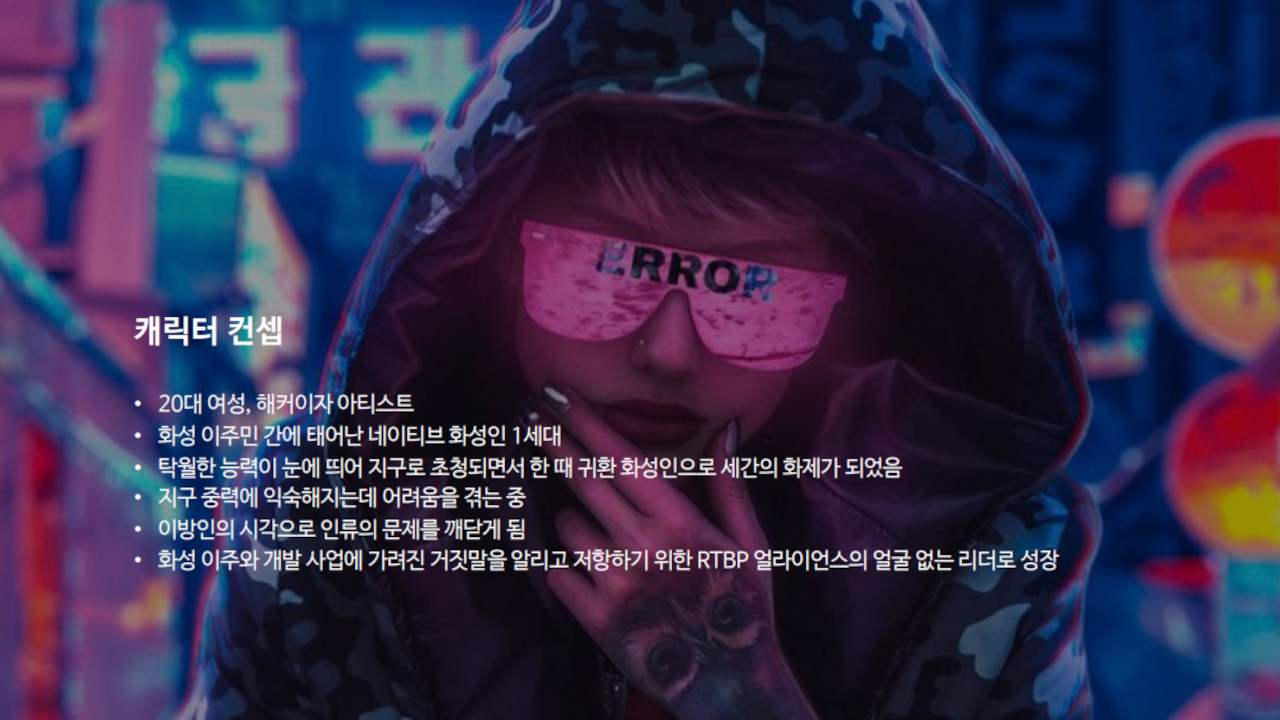 글 관
ERROR
캐릭터 컨셉
• 20대 여성, 해커이자 아티스트
• 화성 이주민 간에 태어난 네이티브 화성인 1세대
• 탁월한 능력이 눈에 띄어 지구로 초청되면서 한 때 귀환 화성인으로 세간의 화제가 되었음
• 지구 중력에 익숙해지는데 어려움을 겪는 중
• 이방인의 시각으로 인류의 문제를 깨닫게 됨
• 화성 이주와 개발 사업에 가려진 거짓말을 알리고 저항하기 위한 RTBP 얼라이언스의 얼굴 없는 리더로 성장